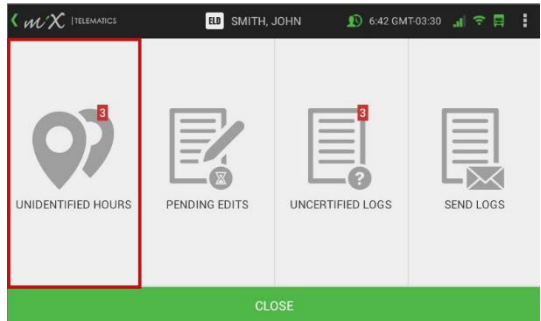 miX TELEMATICS ELD SMITH, JOHN 6:42 GMT-03:30
3 3
UNIDENTIFIED HOURS PENDING EDITS UNCERTIFIED LOGS SEND LOGS
CLOSE